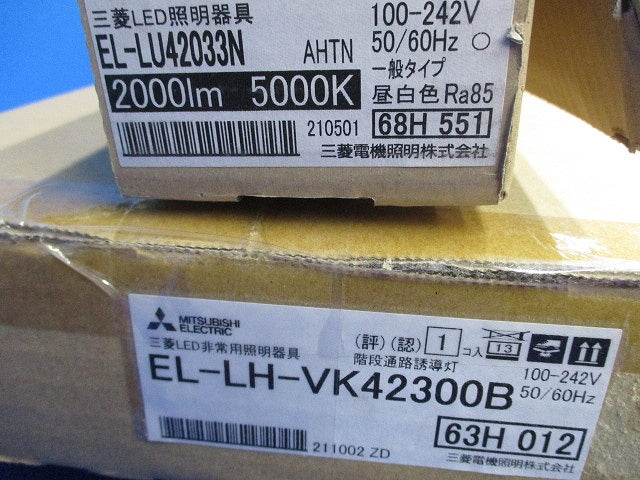 三菱LED照明器具
EL-LU42033N AHTN
2000lm 5000K
210501
100-242V
50/60Hz
一般タイプ
昼白色 Ra85
68H 551
三菱電機照明株式会社
MITSUBISHI
ELECTRIC
三菱LED非常用照明器具
(評)(認) 1 コ入 13
階段通路誘導灯
EL-LH-VK42300B
100-242V
50/60Hz
211002 ZD
63H 012
三菱電機照明株式会社